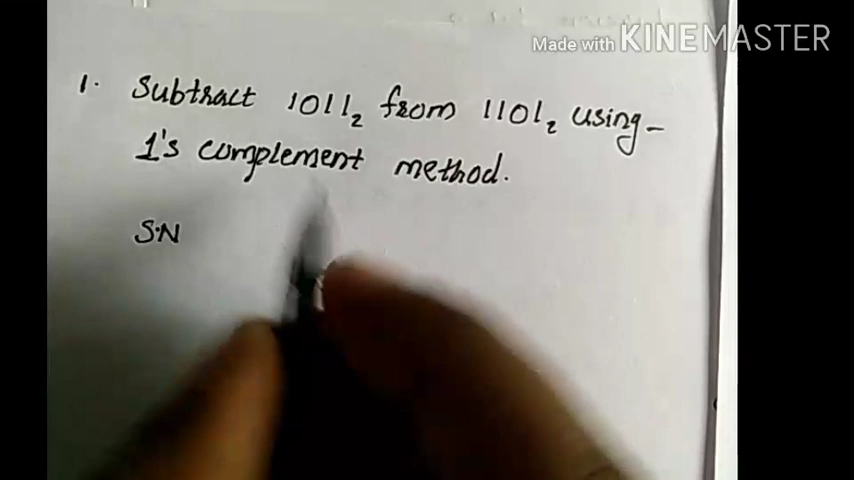 Made with KINEMASTER
1. Subtract 1011₂ from 1101₂ using-
1's complement method.
S.N